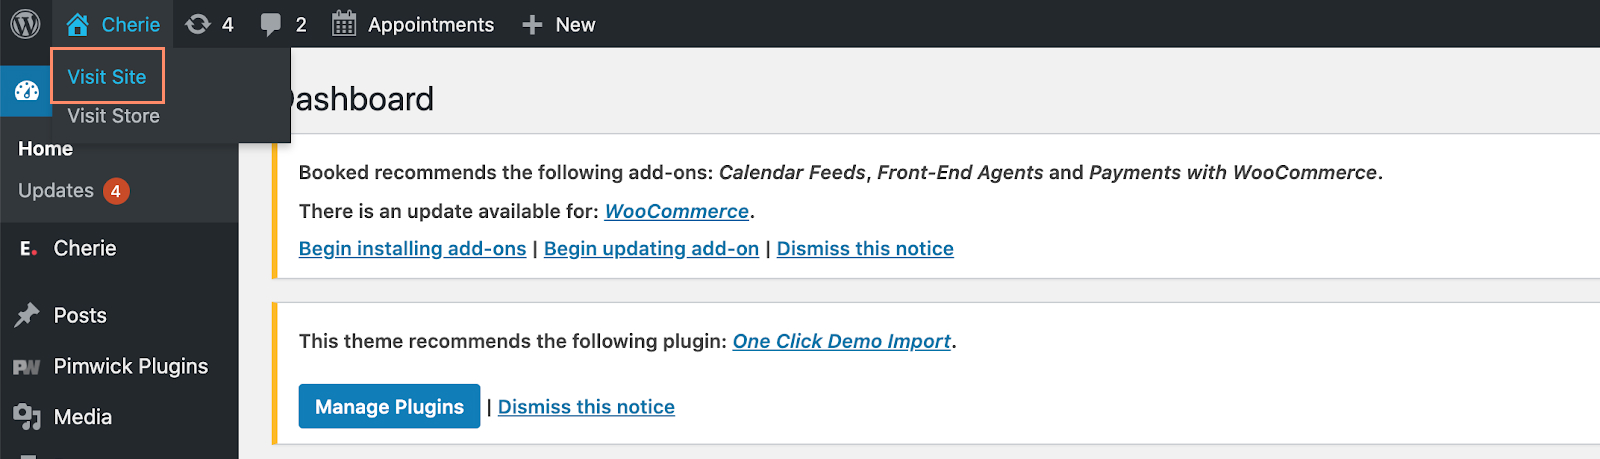 Cherie 4 2 Appointments + New
Visit Site
Visit Store
Dashboard
Home
Updates 4
E. Cherie
Posts
PW Pimwick Plugins
Media
Booked recommends the following add-ons: Calendar Feeds, Front-End Agents and Payments with WooCommerce.
There is an update available for: WooCommerce.
Begin installing add-ons | Begin updating add-on | Dismiss this notice
This theme recommends the following plugin: One Click Demo Import.
Manage Plugins | Dismiss this notice